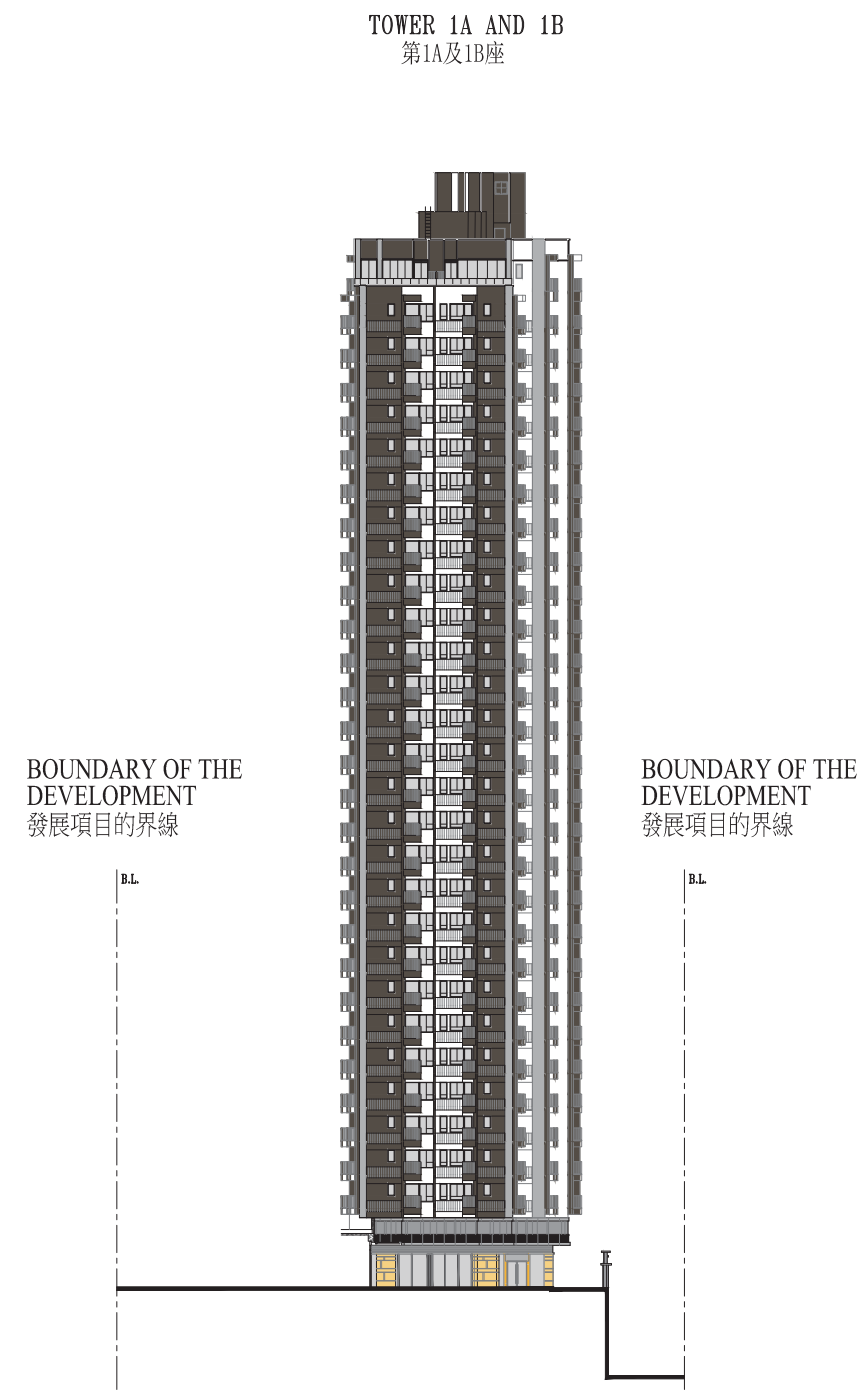 TOWER 1A AND 1B
第1A及1B座
BOUNDARY OF THE
DEVELOPMENT
發展項目的界線
B.L.
BOUNDARY OF THE
DEVELOPMENT
發展項目的界線
B.L.